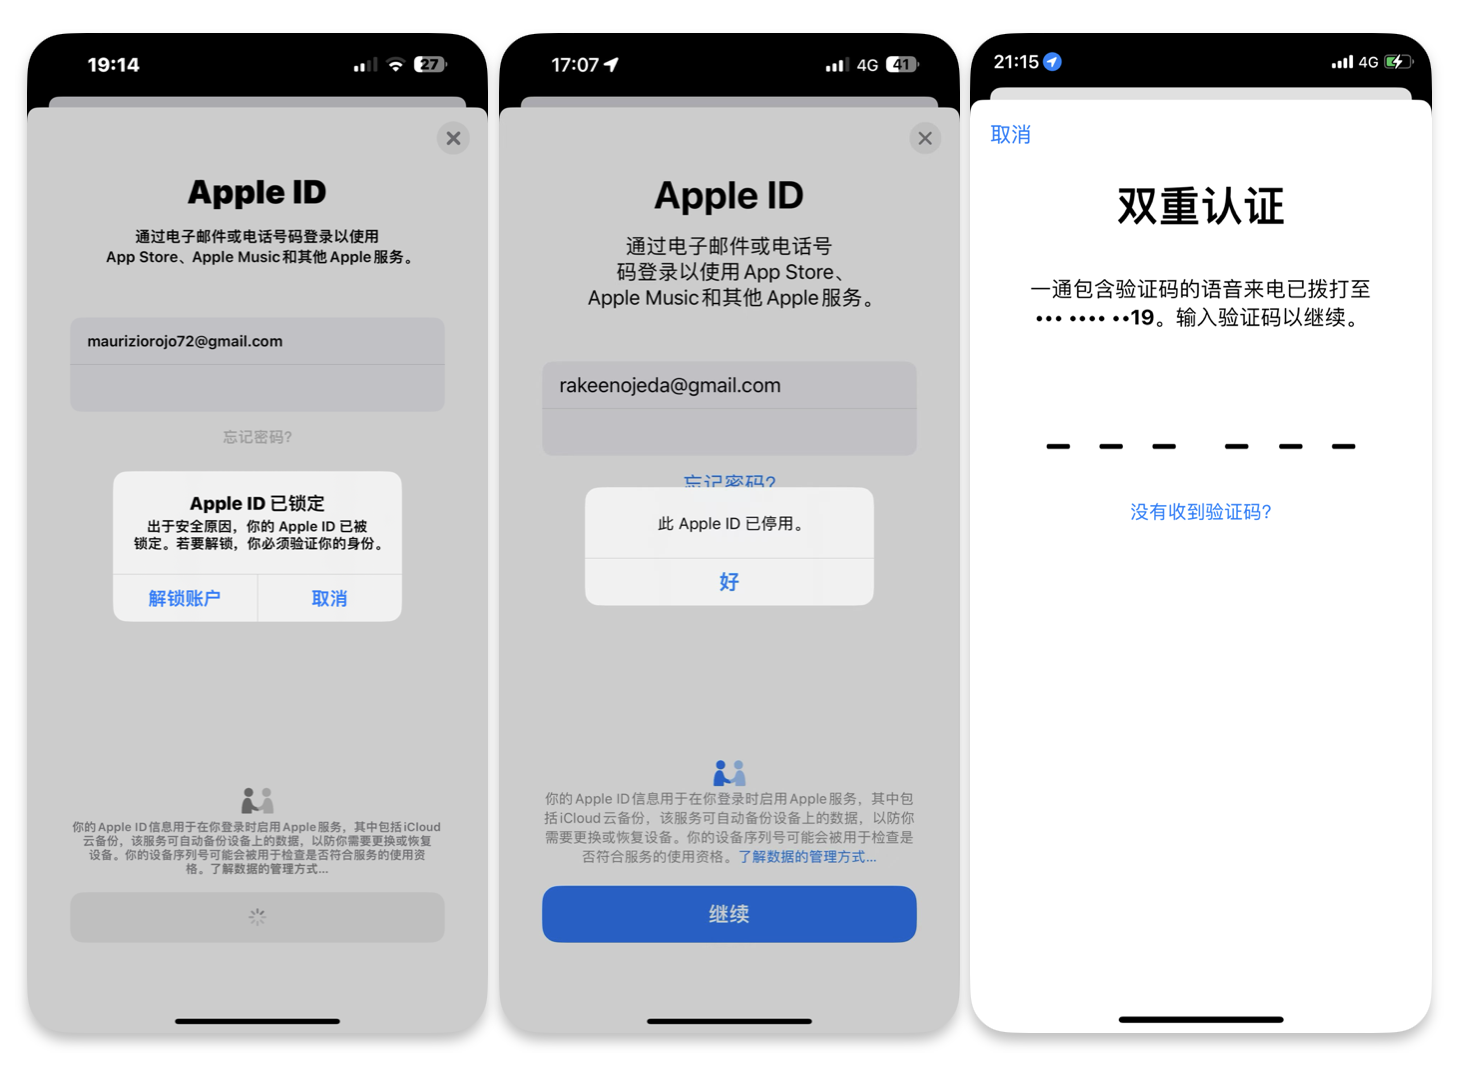 19:14
27
Apple ID
通过电子邮件或电话号码登录以使用
App Store、Apple Music和其他Apple服务。
mauriziorojo72@gmail.com
忘记密码?
Apple ID 已锁定
出于安全原因，你的 Apple ID 已被
锁定。若要解锁，你必须验证你的身份。
解锁账户
取消
你的Apple ID信息用于在你登录时启用Apple服务，其中包括iCloud
云备份，该服务可自动备份设备上的数据，以防你需要更换或恢复
设备。你的设备序列号可能会被用于检查是否符合服务的使用资
格。了解数据的管理方式...
17:07
4G
41
Apple ID
通过电子邮件或电话号
码登录以使用App Store、
Apple Music和其他Apple服务。
rakeenojeda@gmail.com
忘记密码?
此 Apple ID 已停用。
好
你的Apple ID信息用于在你登录时启用Apple服务，其中包
括iCloud云备份，该服务可自动备份设备上的数据，以防你
需要更换或恢复设备。你的设备序列号可能会被用于检查是
否符合服务的使用资格。了解数据的管理方式...
继续
21:15
4G
取消
双重认证
一通包含验证码的语音来电已拨打至
••• •••• ••19。输入验证码以继续。
没有收到验证码?